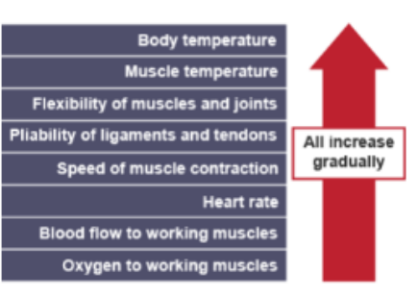 Body temperature
Muscle temperature
Flexibility of muscles and joints
Pliability of ligaments and tendons
Speed of muscle contraction
Heart rate
Blood flow to working muscles
Oxygen to working muscles
All increase
gradually